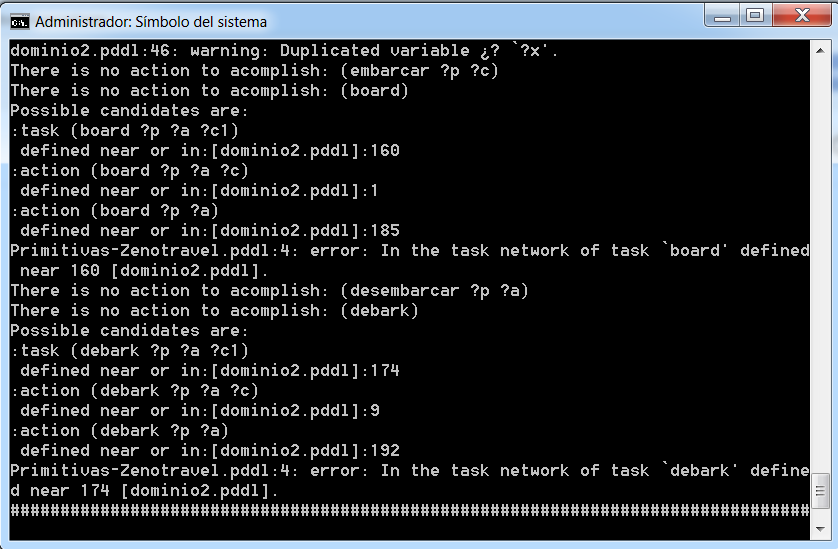 Administrador: Símbolo del sistema
dominio2.pddl:46: warning: Duplicated variable ¿? `?x'.
There is no action to acomplish: (embarcar ?p ?c)
There is no action to acomplish: (board)
Possible candidates are:
:task (board ?p ?a ?c1)
 defined near or in:[dominio2.pddl]:160
:action (board ?p ?a ?c)
 defined near or in:[dominio2.pddl]:1
:action (board ?p ?a)
 defined near or in:[dominio2.pddl]:185
Primitivas-Zenotravel.pddl:4: error: In the task network of task `board' defined
 near 160 [dominio2.pddl].
There is no action to acomplish: (desembarcar ?p ?a)
There is no action to acomplish: (debark)
Possible candidates are:
:task (debark ?p ?a ?c1)
 defined near or in:[dominio2.pddl]:174
:action (debark ?p ?a ?c)
 defined near or in:[dominio2.pddl]:9
:action (debark ?p ?a)
 defined near or in:[dominio2.pddl]:192
Primitivas-Zenotravel.pddl:4: error: In the task network of task `debark' define
d near 174 [dominio2.pddl].
################################################################################